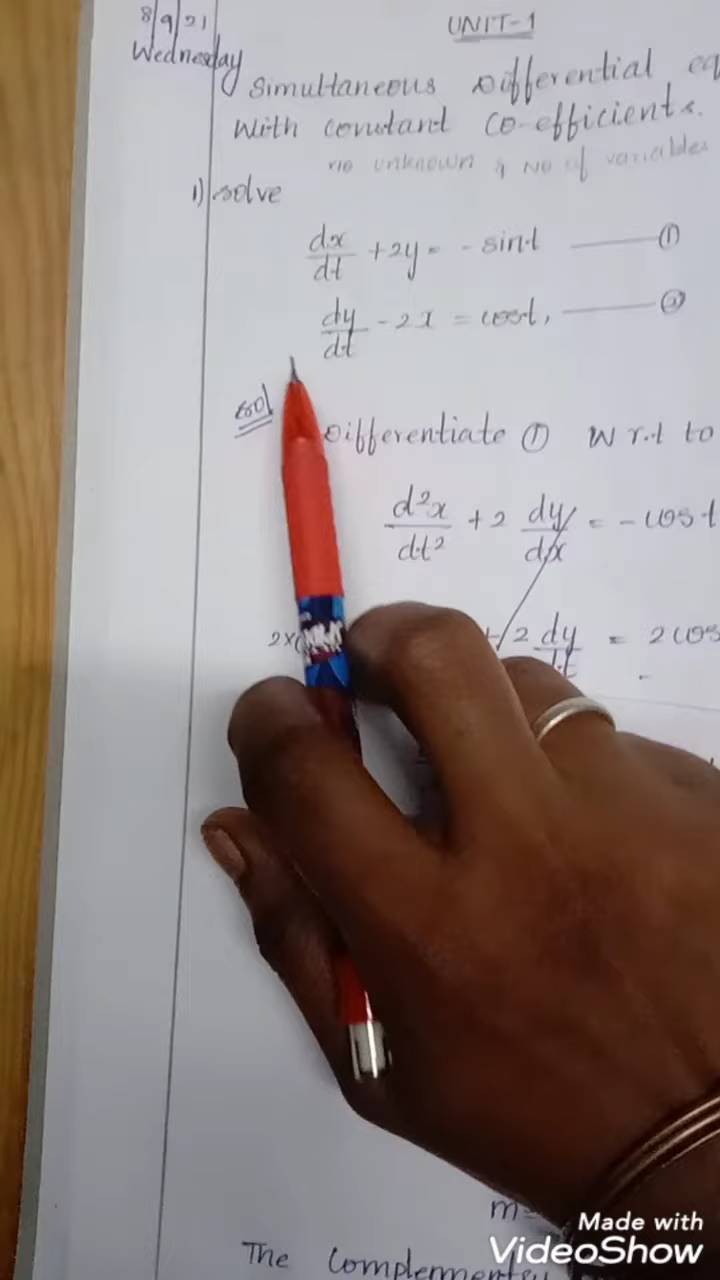 8/9/21
Wednesday
UNIT-1
Simultaneous Differential eq
With constant Co-efficients.
no unknown & No of variables
1) solve
dx/dt + 2y = - sint ——— ①
dy/dt - 2x = cost, ——— ②
Sol
Differentiate ① w r.t to
d²x/dt² + 2 dy/dx = - cost
2x
+ 2 dy/dt = 2cos
m
The Complementary
Made with
VideoShow